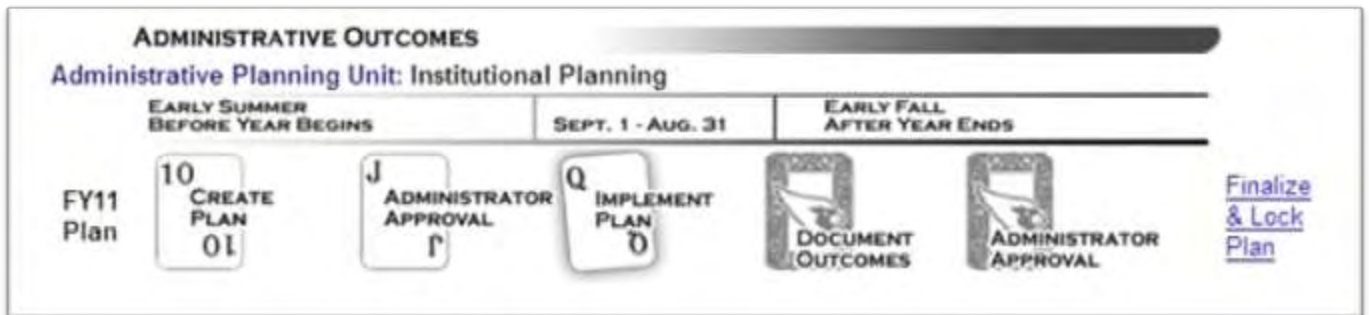 ADMINISTRATIVE OUTCOMES
Administrative Planning Unit: Institutional Planning
EARLY SUMMER
BEFORE YEAR BEGINS
SEPT. 1 - AUG. 31
EARLY FALL
AFTER YEAR ENDS
FY11
Plan
10
CREATE
PLAN
10
J
ADMINISTRATOR
APPROVAL
J
Q
IMPLEMENT
PLAN
Q
DOCUMENT
OUTCOMES
ADMINISTRATOR
APPROVAL
Finalize
& Lock
Plan